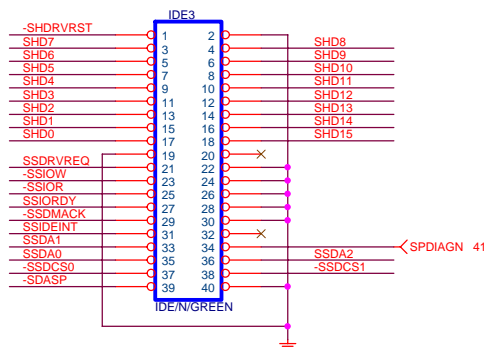 IDE3
-SHDRVRST 1 2
SHD7 3 4 SHD8
SHD6 5 6 SHD9
SHD5 7 8 SHD10
SHD4 9 10 SHD11
SHD3 11 12 SHD12
SHD2 13 14 SHD13
SHD1 15 16 SHD14
SHD0 17 18 SHD15
19 20
SSDRVREQ 21 22
-SSIOW 23 24
-SSIOR 25 26
SSIORDY 27 28
-SSDMACK 29 30
SSIDEINT 31 32
SSDA1 33 34 SPDIAGN 41
SSDA0 35 36 SSDA2
-SSDCS0 37 38 -SSDCS1
-SDASP 39 40
IDE/N/GREEN